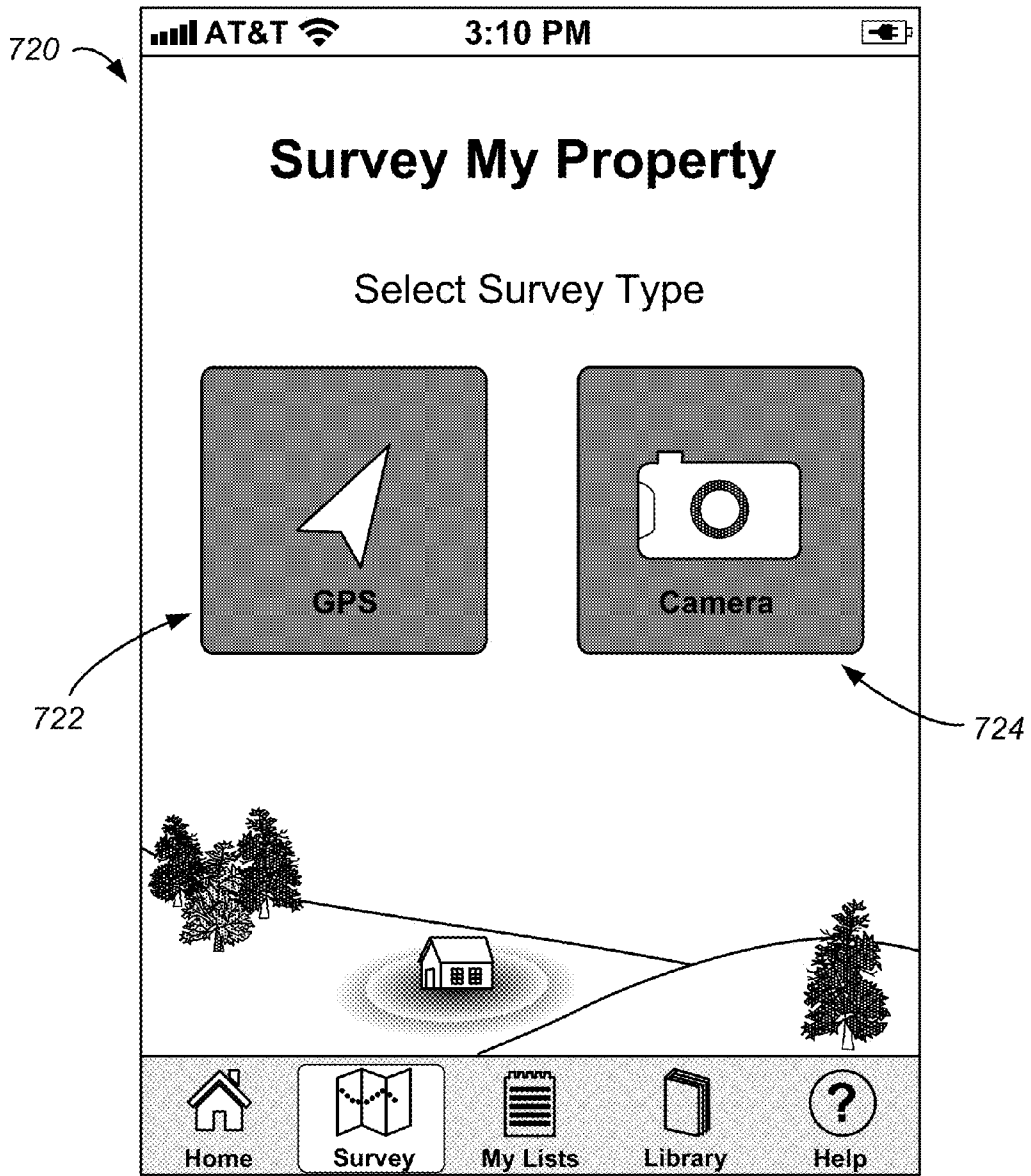 AT&T 3:10 PM
720
Survey My Property
Select Survey Type
GPS Camera
722
724
?
Home Survey My Lists Library Help